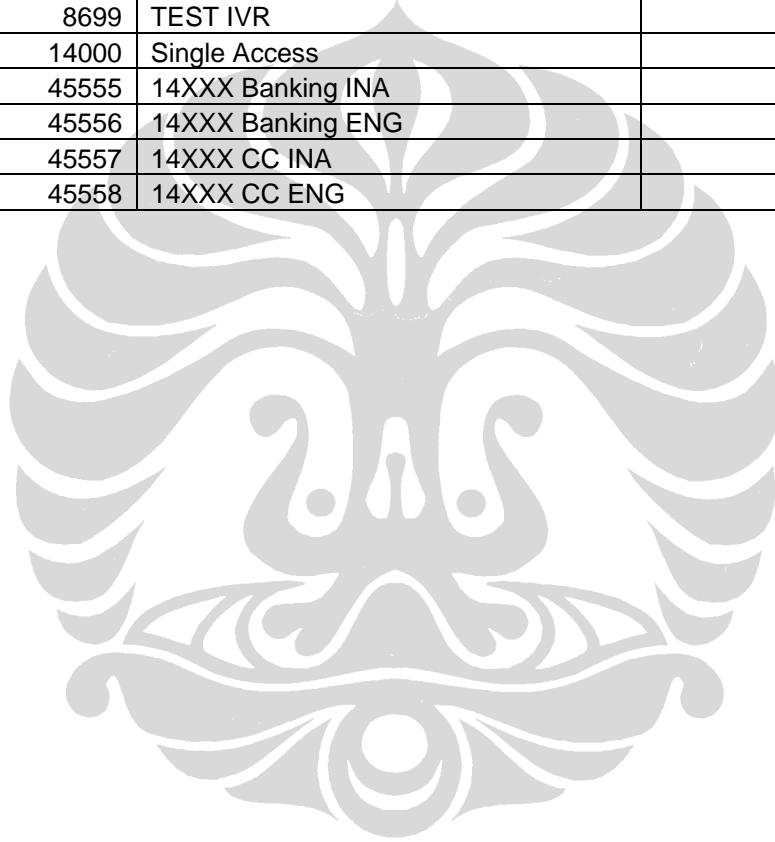 8699 TEST IVR
14000 Single Access
45555 14XXX Banking INA
45556 14XXX Banking ENG
45557 14XXX CC INA
45558 14XXX CC ENG